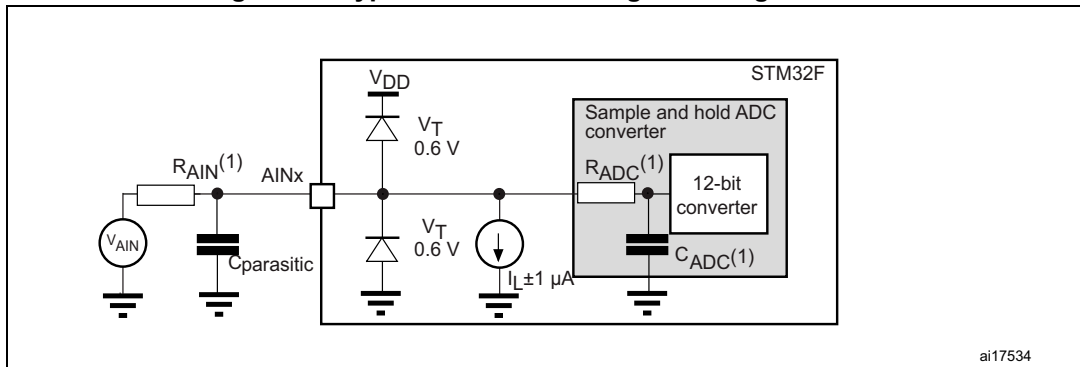 STM32F
VDD
Sample and hold ADC
converter
VT
0.6 V
RAIN(1)
AINx
RADC(1)
12-bit
converter
VAIN
Cparasitic
VT
0.6 V
IL±1 µA
CADC(1)
ai17534